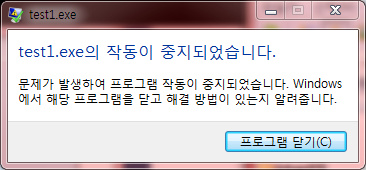 test1.exe
test1.exe의 작동이 중지되었습니다.
문제가 발생하여 프로그램 작동이 중지되었습니다. Windows
에서 해당 프로그램을 닫고 해결 방법이 있는지 알려줍니다.
프로그램 닫기(C)